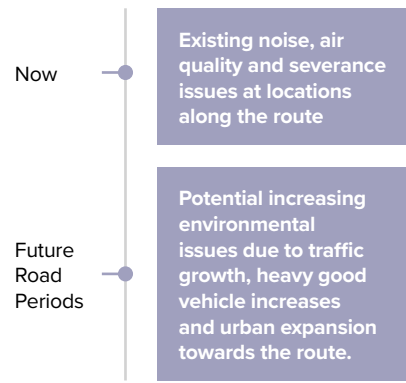 Now
Existing noise, air
quality and severance
issues at locations
along the route
Future
Road
Periods
Potential increasing
environmental
issues due to traffic
growth, heavy good
vehicle increases
and urban expansion
towards the route.